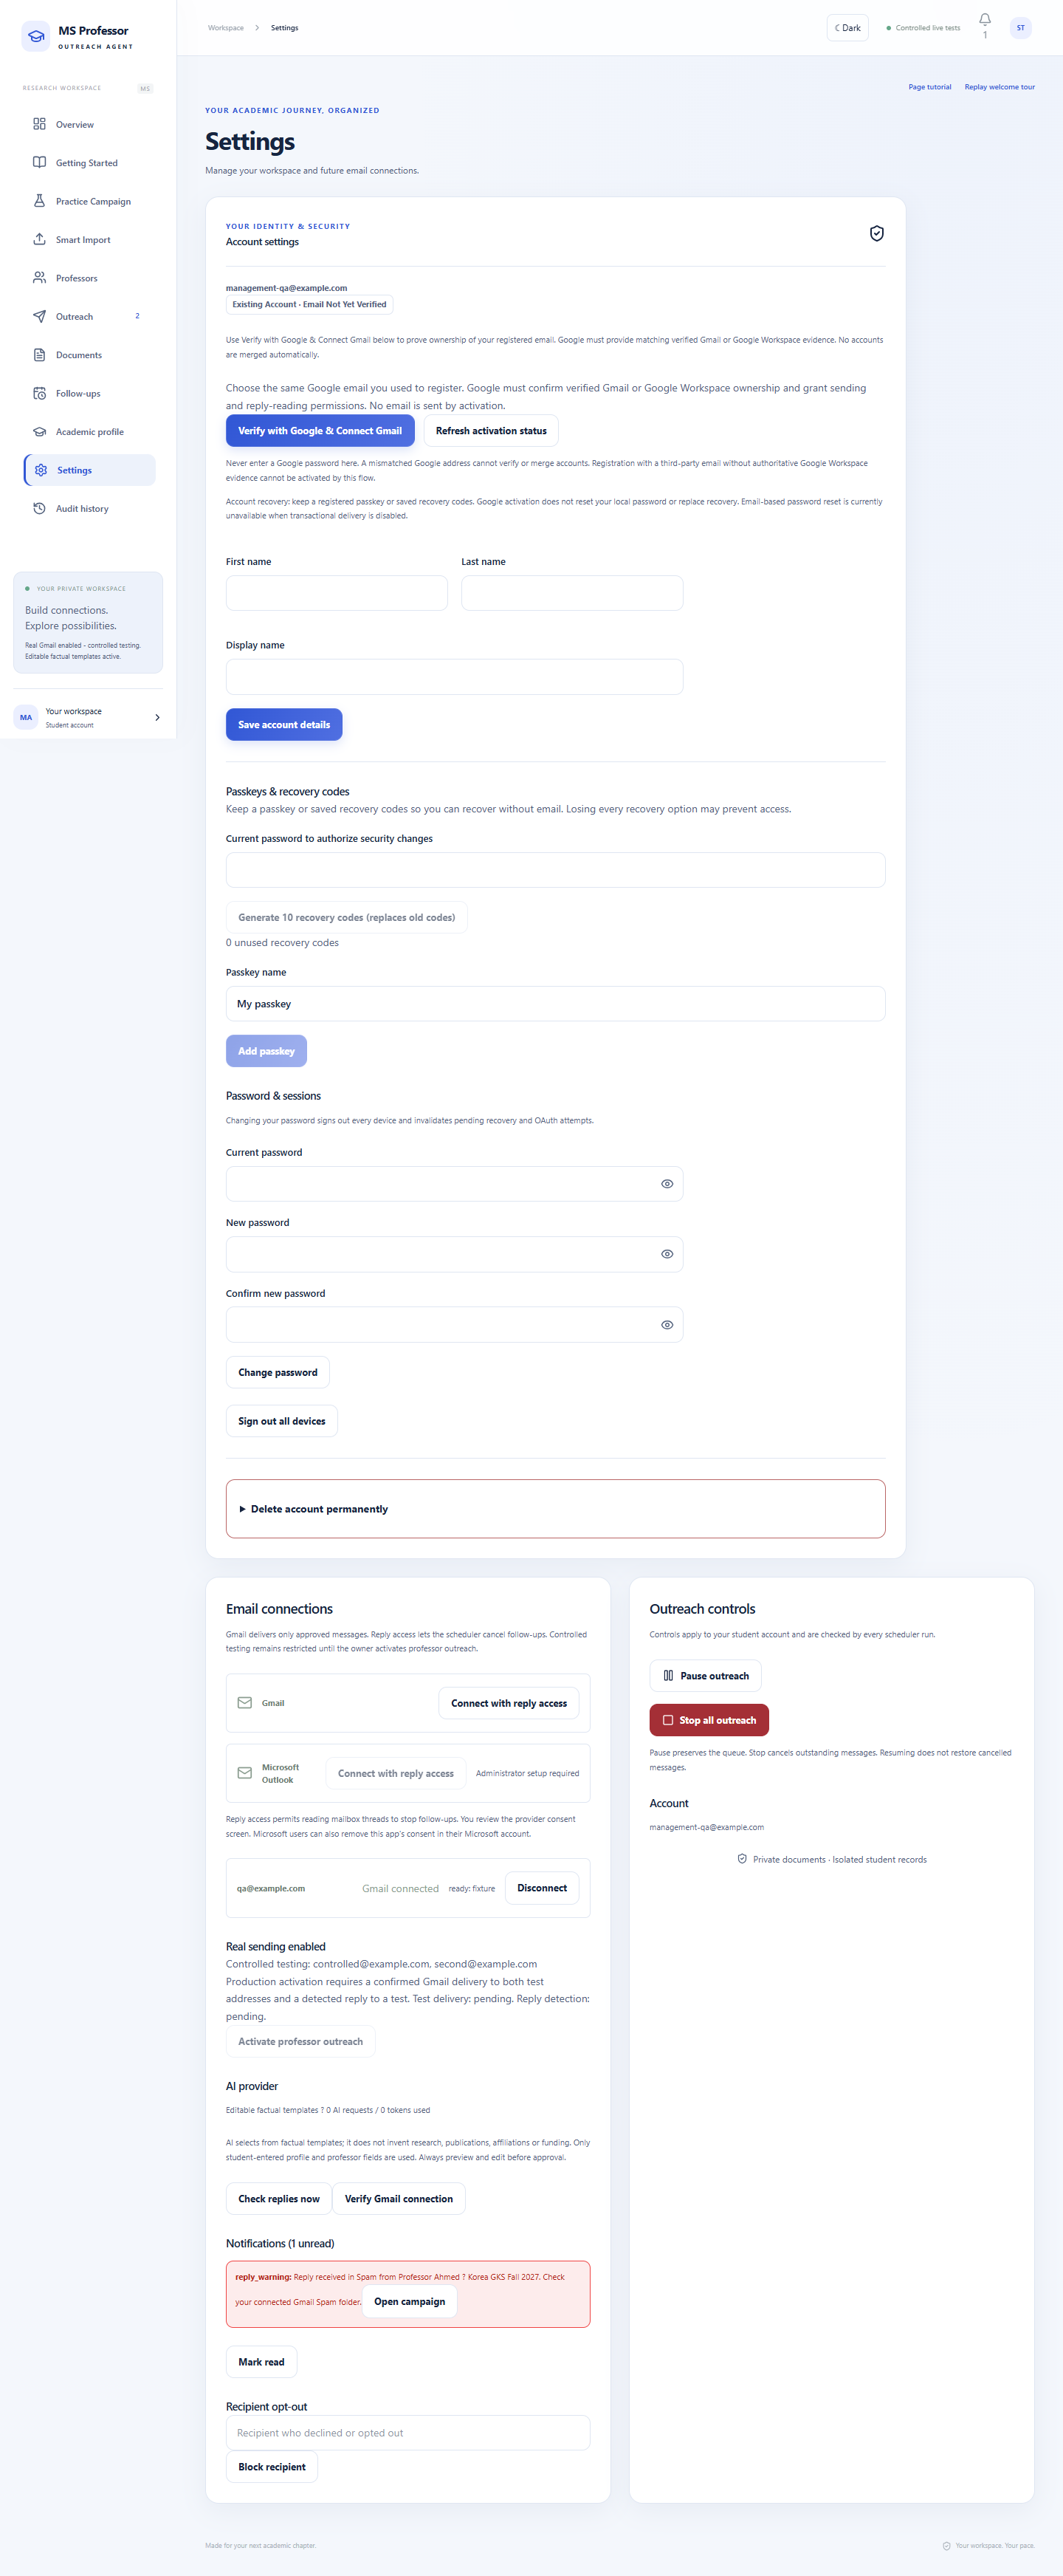 MS Professor
OUTREACH AGENT
RESEARCH WORKSPACE
MS
Overview
Getting Started
Practice Campaign
Smart Import
Professors
Outreach
2
Documents
Follow-ups
Academic profile
Settings
Audit history
YOUR PRIVATE WORKSPACE
Build connections.
Explore possibilities.
Real Gmail enabled - controlled testing.
Editable factual templates active.
MA
Your workspace
Student account
Workspace
Settings
Dark
Controlled live tests
1
ST
Page tutorial
Replay welcome tour
YOUR ACADEMIC JOURNEY, ORGANIZED
Settings
Manage your workspace and future email connections.
YOUR IDENTITY & SECURITY
Account settings
management-qa@example.com
Existing Account · Email Not Yet Verified
Use Verify with Google & Connect Gmail below to prove ownership of your registered email. Google must provide matching verified Gmail or Google Workspace evidence. No accounts
are merged automatically.
Choose the same Google email you used to register. Google must confirm verified Gmail or Google Workspace ownership and grant sending
and reply-reading permissions. No email is sent by activation.
Verify with Google & Connect Gmail
Refresh activation status
Never enter a Google password here. A mismatched Google address cannot verify or merge accounts. Registration with a third-party email without authoritative Google Workspace
evidence cannot be activated by this flow.
Account recovery: keep a registered passkey or saved recovery codes. Google activation does not reset your local password or replace recovery. Email-based password reset is currently
unavailable when transactional delivery is disabled.
First name
Last name
Display name
Save account details
Passkeys & recovery codes
Keep a passkey or saved recovery codes so you can recover without email. Losing every recovery option may prevent access.
Current password to authorize security changes
Generate 10 recovery codes (replaces old codes)
0 unused recovery codes
Passkey name
My passkey
Add passkey
Password & sessions
Changing your password signs out every device and invalidates pending recovery and OAuth attempts.
Current password
New password
Confirm new password
Change password
Sign out all devices
Delete account permanently
Email connections
Gmail delivers only approved messages. Reply access lets the scheduler cancel follow-ups. Controlled
testing remains restricted until the owner activates professor outreach.
Gmail
Connect with reply access
Microsoft
Outlook
Connect with reply access
Administrator setup required
Reply access permits reading mailbox threads to stop follow-ups. You review the provider consent
screen. Microsoft users can also remove this app's consent in their Microsoft account.
qa@example.com
Gmail connected
ready: fixture
Disconnect
Real sending enabled
Controlled testing: controlled@example.com, second@example.com
Production activation requires a confirmed Gmail delivery to both test
addresses and a detected reply to a test. Test delivery: pending. Reply detection:
pending.
Activate professor outreach
AI provider
Editable factual templates ? 0 AI requests / 0 tokens used
AI selects from factual templates; it does not invent research, publications, affiliations or funding. Only
student-entered profile and professor fields are used. Always preview and edit before approval.
Check replies now
Verify Gmail connection
Notifications (1 unread)
reply_warning: Reply received in Spam from Professor Ahmed ? Korea GKS Fall 2027. Check
your connected Gmail Spam folder.
Open campaign
Mark read
Recipient opt-out
Recipient who declined or opted out
Block recipient
Outreach controls
Controls apply to your student account and are checked by every scheduler run.
Pause outreach
Stop all outreach
Pause preserves the queue. Stop cancels outstanding messages. Resuming does not restore cancelled
messages.
Account
management-qa@example.com
Private documents · Isolated student records
Made for your next academic chapter.
Your workspace. Your pace.